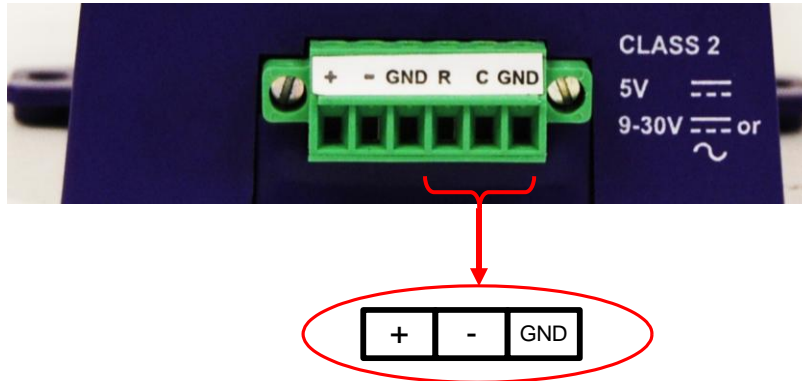 CLASS 2
+ - GND R C GND
5V ⎓
9-30V ⎓ or
∿
+ - GND